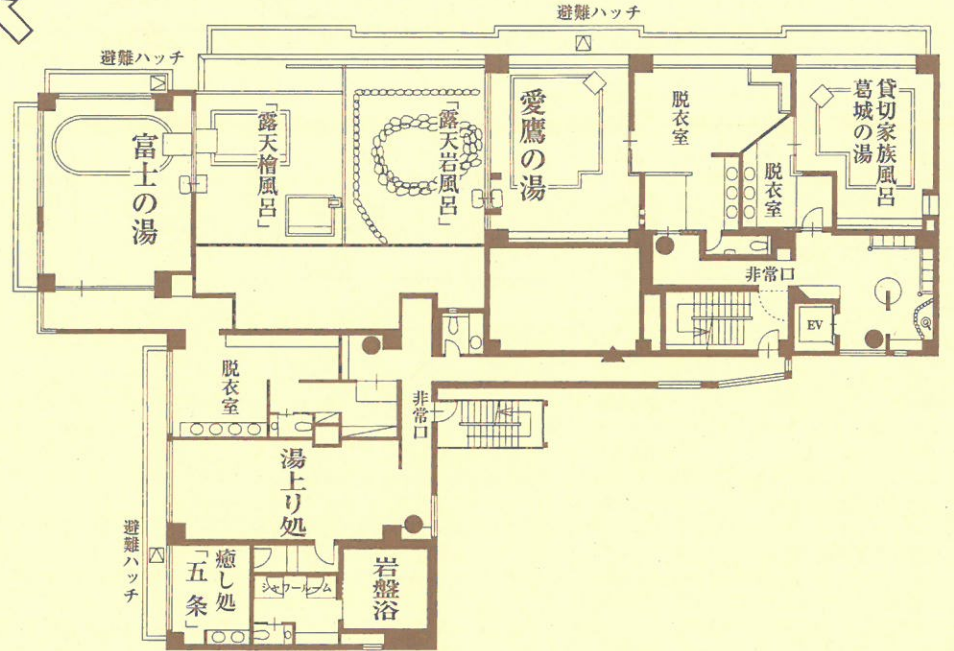 避難ハッチ
避難ハッチ
富士の湯
「露天檜風呂」
「露天岩風呂」
愛鷹の湯
脱衣室
脱衣室
貸切家族風呂
葛城の湯
非常口
EV
脱衣室
非常口
湯上り処
避難ハッチ
癒し処
「五条」
シャワールーム
岩盤浴